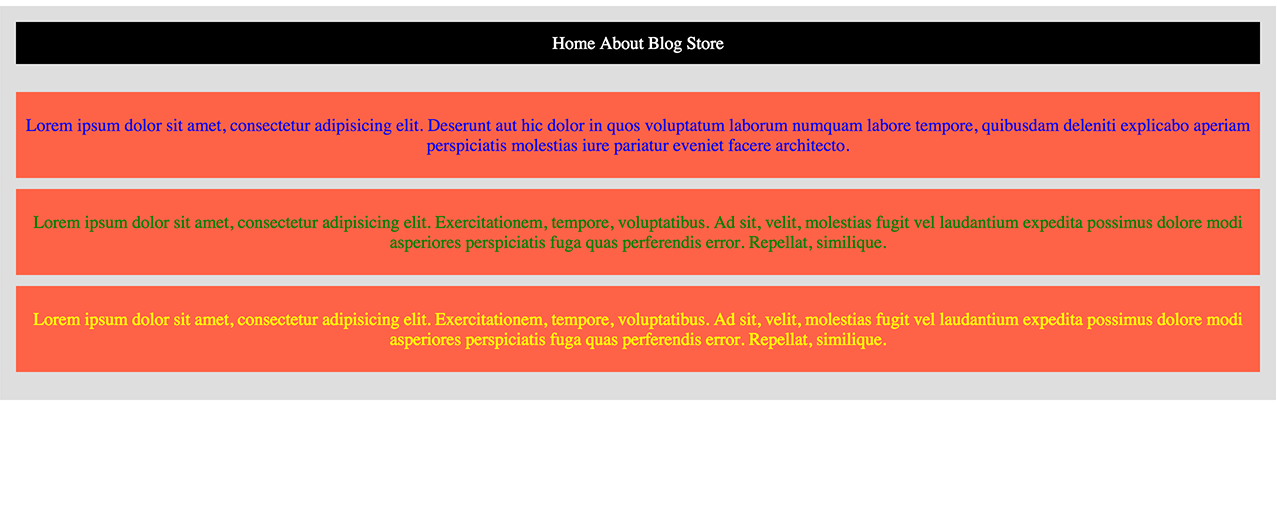 Home About Blog Store
Lorem ipsum dolor sit amet, consectetur adipisicing elit. Deserunt aut hic dolor in quos voluptatum laborum numquam labore tempore, quibusdam deleniti explicabo aperiam
perspiciatis molestias iure pariatur eveniet facere architecto.
Lorem ipsum dolor sit amet, consectetur adipisicing elit. Exercitationem, tempore, voluptatibus. Ad sit, velit, molestias fugit vel laudantium expedita possimus dolore modi
asperiores perspiciatis fuga quas perferendis error. Repellat, similique.
Lorem ipsum dolor sit amet, consectetur adipisicing elit. Exercitationem, tempore, voluptatibus. Ad sit, velit, molestias fugit vel laudantium expedita possimus dolore modi
asperiores perspiciatis fuga quas perferendis error. Repellat, similique.